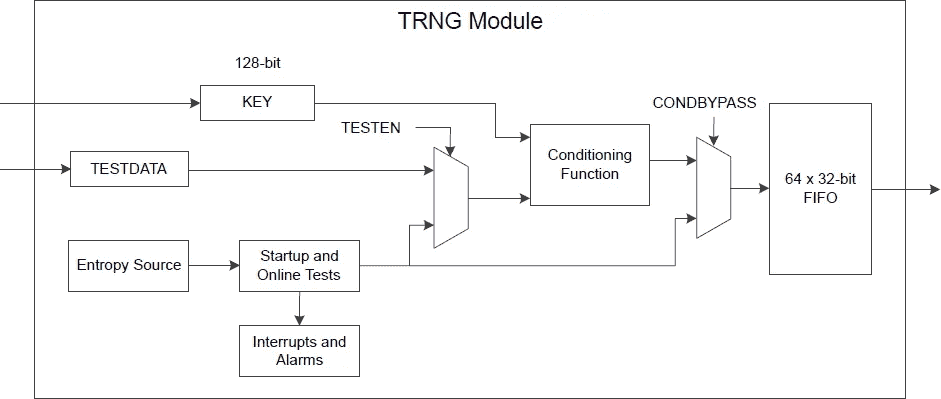 TRNG Module
128-bit
KEY
TESTEN
CONDBYPASS
TESTDATA
Conditioning
Function
64 x 32-bit
FIFO
Entropy Source
Startup and
Online Tests
Interrupts and
Alarms